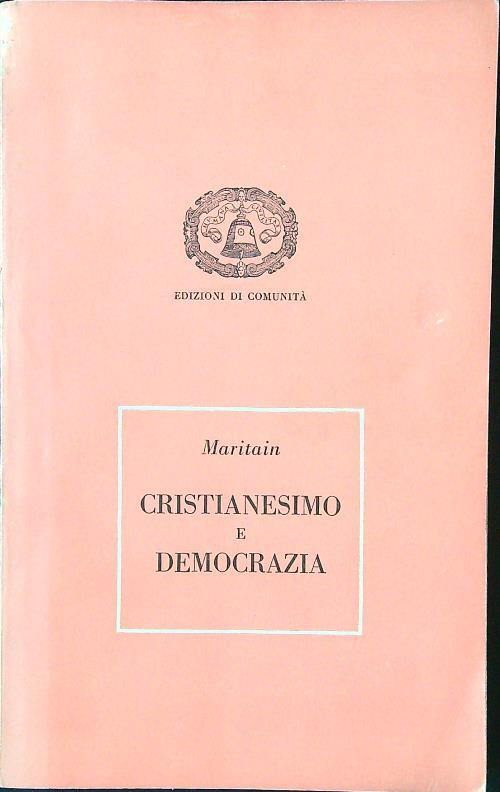 EDIZIONI DI COMUNITÀ
Maritain
CRISTIANESIMO
E
DEMOCRAZIA